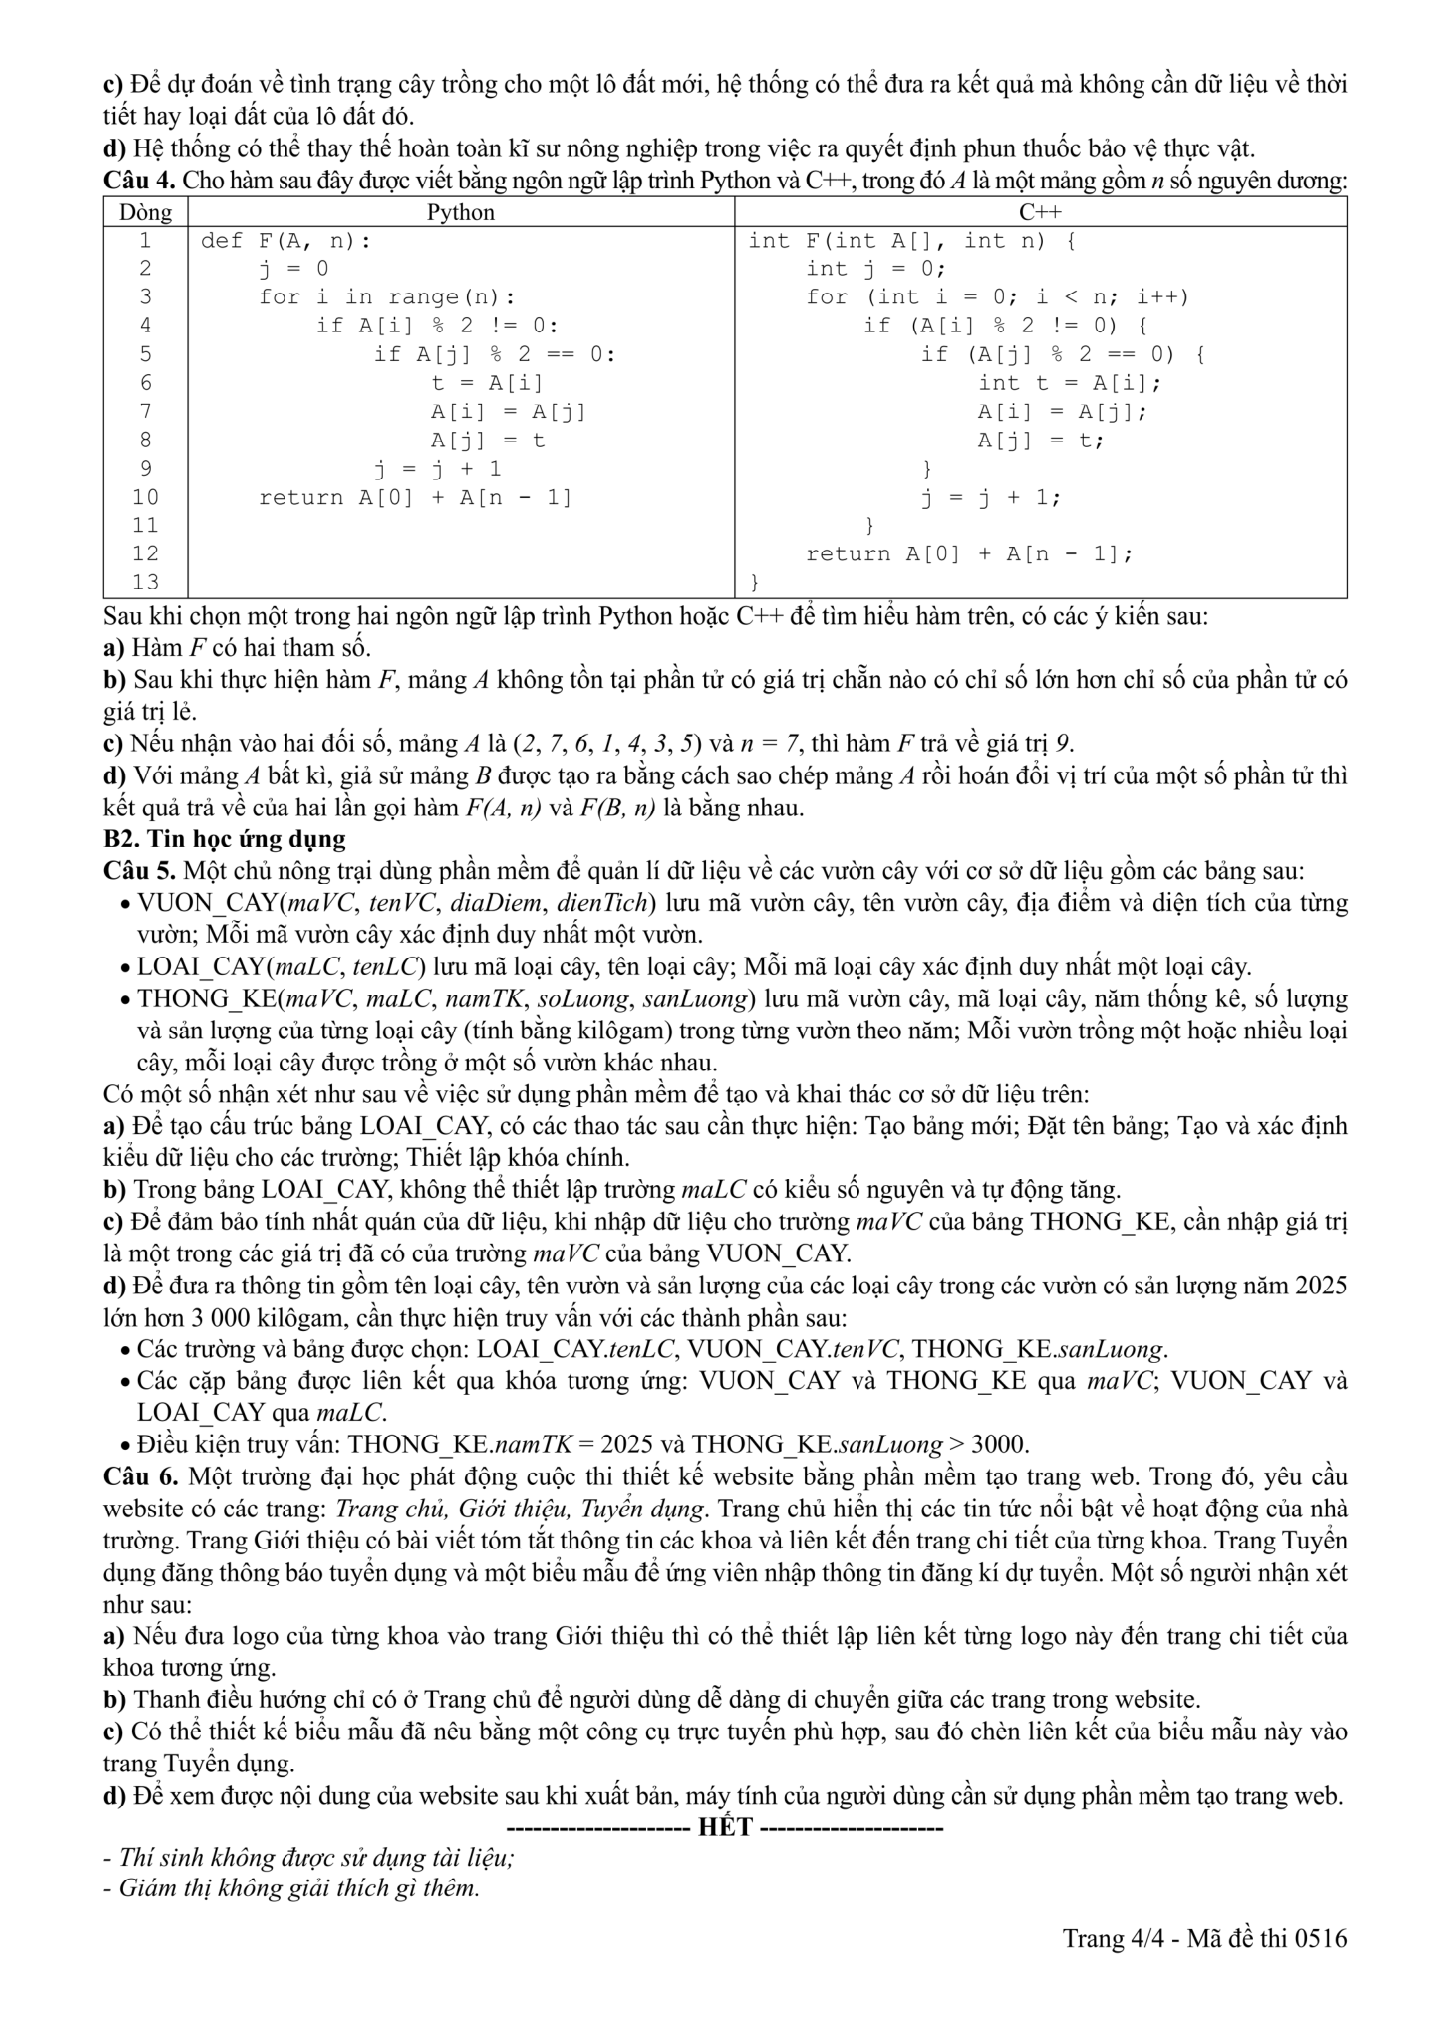 c) Để dự đoán về tình trạng cây trồng cho một lô đất mới, hệ thống có thể đưa ra kết quả mà không cần dữ liệu về thời
tiết hay loại đất của lô đất đó.
d) Hệ thống có thể thay thế hoàn toàn kĩ sư nông nghiệp trong việc ra quyết định phun thuốc bảo vệ thực vật.
Câu 4. Cho hàm sau đây được viết bằng ngôn ngữ lập trình Python và C++, trong đó A là một mảng gồm n số nguyên dương:
Dòng Python C++
1 def F(A, n): int F(int A[], int n) {
2 j = 0 int j = 0;
3 for i in range(n): for (int i = 0; i < n; i++)
4 if A[i] % 2 != 0: if (A[i] % 2 != 0) {
5 if A[j] % 2 == 0: if (A[j] % 2 == 0) {
6 t = A[i] int t = A[i];
7 A[i] = A[j] A[i] = A[j];
8 A[j] = t A[j] = t;
9 j = j + 1 }
10 return A[0] + A[n - 1] j = j + 1;
11 }
12 return A[0] + A[n - 1];
13 }
Sau khi chọn một trong hai ngôn ngữ lập trình Python hoặc C++ để tìm hiểu hàm trên, có các ý kiến sau:
a) Hàm F có hai tham số.
b) Sau khi thực hiện hàm F, mảng A không tồn tại phần tử có giá trị chẵn nào có chỉ số lớn hơn chỉ số của phần tử có
giá trị lẻ.
c) Nếu nhận vào hai đối số, mảng A là (2, 7, 6, 1, 4, 3, 5) và n = 7, thì hàm F trả về giá trị 9.
d) Với mảng A bất kì, giả sử mảng B được tạo ra bằng cách sao chép mảng A rồi hoán đổi vị trí của một số phần tử thì
kết quả trả về của hai lần gọi hàm F(A, n) và F(B, n) là bằng nhau.
B2. Tin học ứng dụng
Câu 5. Một chủ nông trại dùng phần mềm để quản lí dữ liệu về các vườn cây với cơ sở dữ liệu gồm các bảng sau:
• VUON_CAY(maVC, tenVC, diaDiem, dienTich) lưu mã vườn cây, tên vườn cây, địa điểm và diện tích của từng
vườn; Mỗi mã vườn cây xác định duy nhất một vườn.
• LOAI_CAY(maLC, tenLC) lưu mã loại cây, tên loại cây; Mỗi mã loại cây xác định duy nhất một loại cây.
• THONG_KE(maVC, maLC, namTK, soLuong, sanLuong) lưu mã vườn cây, mã loại cây, năm thống kê, số lượng
và sản lượng của từng loại cây (tính bằng kilôgam) trong từng vườn theo năm; Mỗi vườn trồng một hoặc nhiều loại
cây, mỗi loại cây được trồng ở một số vườn khác nhau.
Có một số nhận xét như sau về việc sử dụng phần mềm để tạo và khai thác cơ sở dữ liệu trên:
a) Để tạo cấu trúc bảng LOAI_CAY, có các thao tác sau cần thực hiện: Tạo bảng mới; Đặt tên bảng; Tạo và xác định
kiểu dữ liệu cho các trường; Thiết lập khóa chính.
b) Trong bảng LOAI_CAY, không thể thiết lập trường maLC có kiểu số nguyên và tự động tăng.
c) Để đảm bảo tính nhất quán của dữ liệu, khi nhập dữ liệu cho trường maVC của bảng THONG_KE, cần nhập giá trị
là một trong các giá trị đã có của trường maVC của bảng VUON_CAY.
d) Để đưa ra thông tin gồm tên loại cây, tên vườn và sản lượng của các loại cây trong các vườn có sản lượng năm 2025
lớn hơn 3 000 kilôgam, cần thực hiện truy vấn với các thành phần sau:
• Các trường và bảng được chọn: LOAI_CAY.tenLC, VUON_CAY.tenVC, THONG_KE.sanLuong.
• Các cặp bảng được liên kết qua khóa tương ứng: VUON_CAY và THONG_KE qua maVC; VUON_CAY và
LOAI_CAY qua maLC.
• Điều kiện truy vấn: THONG_KE.namTK = 2025 và THONG_KE.sanLuong > 3000.
Câu 6. Một trường đại học phát động cuộc thi thiết kế website bằng phần mềm tạo trang web. Trong đó, yêu cầu
website có các trang: Trang chủ, Giới thiệu, Tuyển dụng. Trang chủ hiển thị các tin tức nổi bật về hoạt động của nhà
trường. Trang Giới thiệu có bài viết tóm tắt thông tin các khoa và liên kết đến trang chi tiết của từng khoa. Trang Tuyển
dụng đăng thông báo tuyển dụng và một biểu mẫu để ứng viên nhập thông tin đăng kí dự tuyển. Một số người nhận xét
như sau:
a) Nếu đưa logo của từng khoa vào trang Giới thiệu thì có thể thiết lập liên kết từng logo này đến trang chi tiết của
khoa tương ứng.
b) Thanh điều hướng chỉ có ở Trang chủ để người dùng dễ dàng di chuyển giữa các trang trong website.
c) Có thể thiết kế biểu mẫu đã nêu bằng một công cụ trực tuyến phù hợp, sau đó chèn liên kết của biểu mẫu này vào
trang Tuyển dụng.
d) Để xem được nội dung của website sau khi xuất bản, máy tính của người dùng cần sử dụng phần mềm tạo trang web.
--------------------- HẾT ---------------------
- Thí sinh không được sử dụng tài liệu;
- Giám thị không giải thích gì thêm.
Trang 4/4 - Mã đề thi 0516